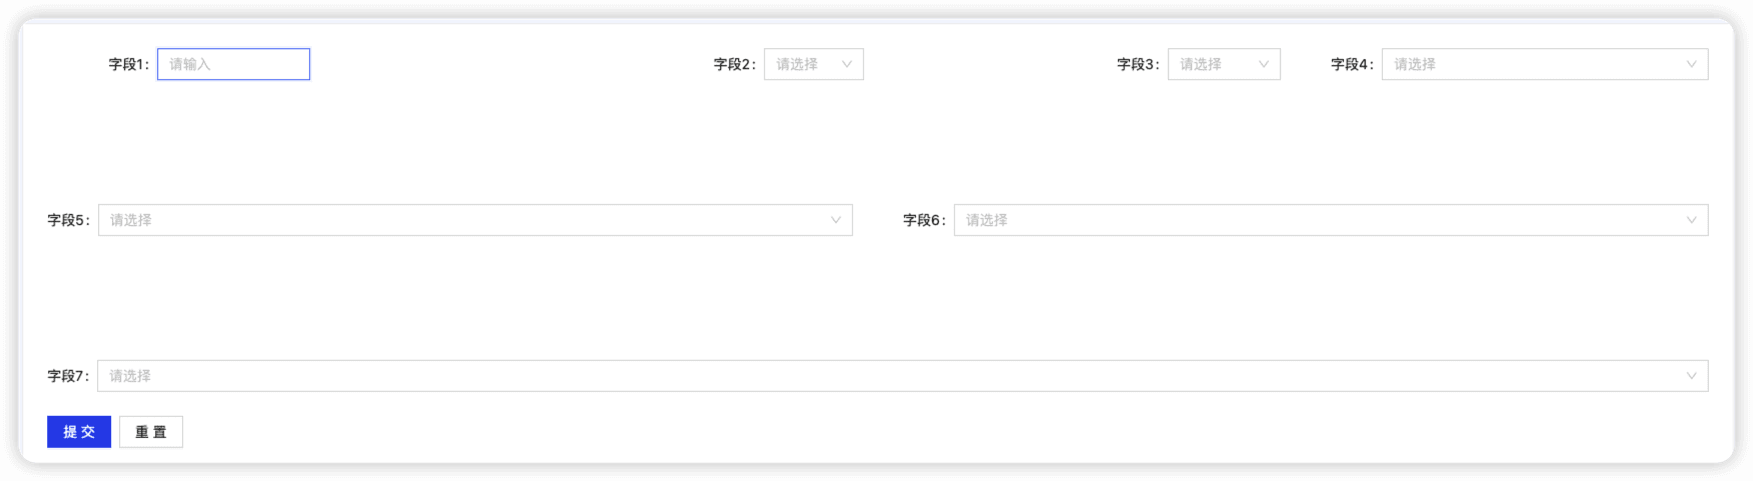 字段1: 请输入 字段2: 请选择 字段3: 请选择 字段4: 请选择
字段5: 请选择 字段6: 请选择
字段7: 请选择
提 交 重 置